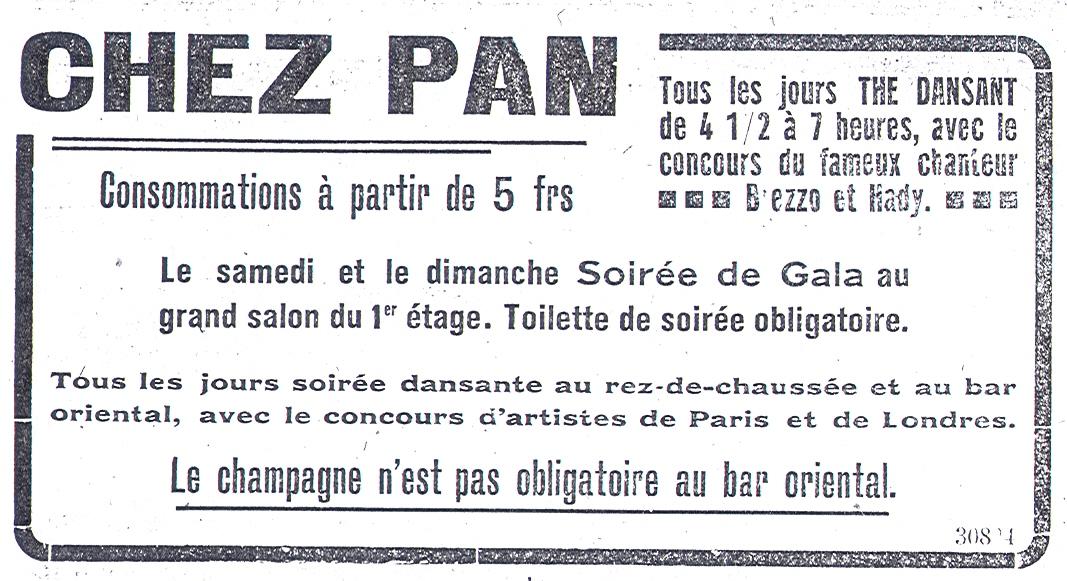 CHEZ PAN
Consommations à partir de 5 frs
Tous les jours THE DANSANT
de 4 1/2 à 7 heures, avec le
concours du fameux chanteur
et Hady.
Le samedi et le dimanche Soirée de Gala au
grand salon du 1er étage. Toilette de soirée obligatoire.
Tous les jours soirée dansante au rez-de-chaussée et au bar
oriental, avec le concours d'artistes de Paris et de Londres.
Le champagne n'est pas obligatoire au bar oriental.